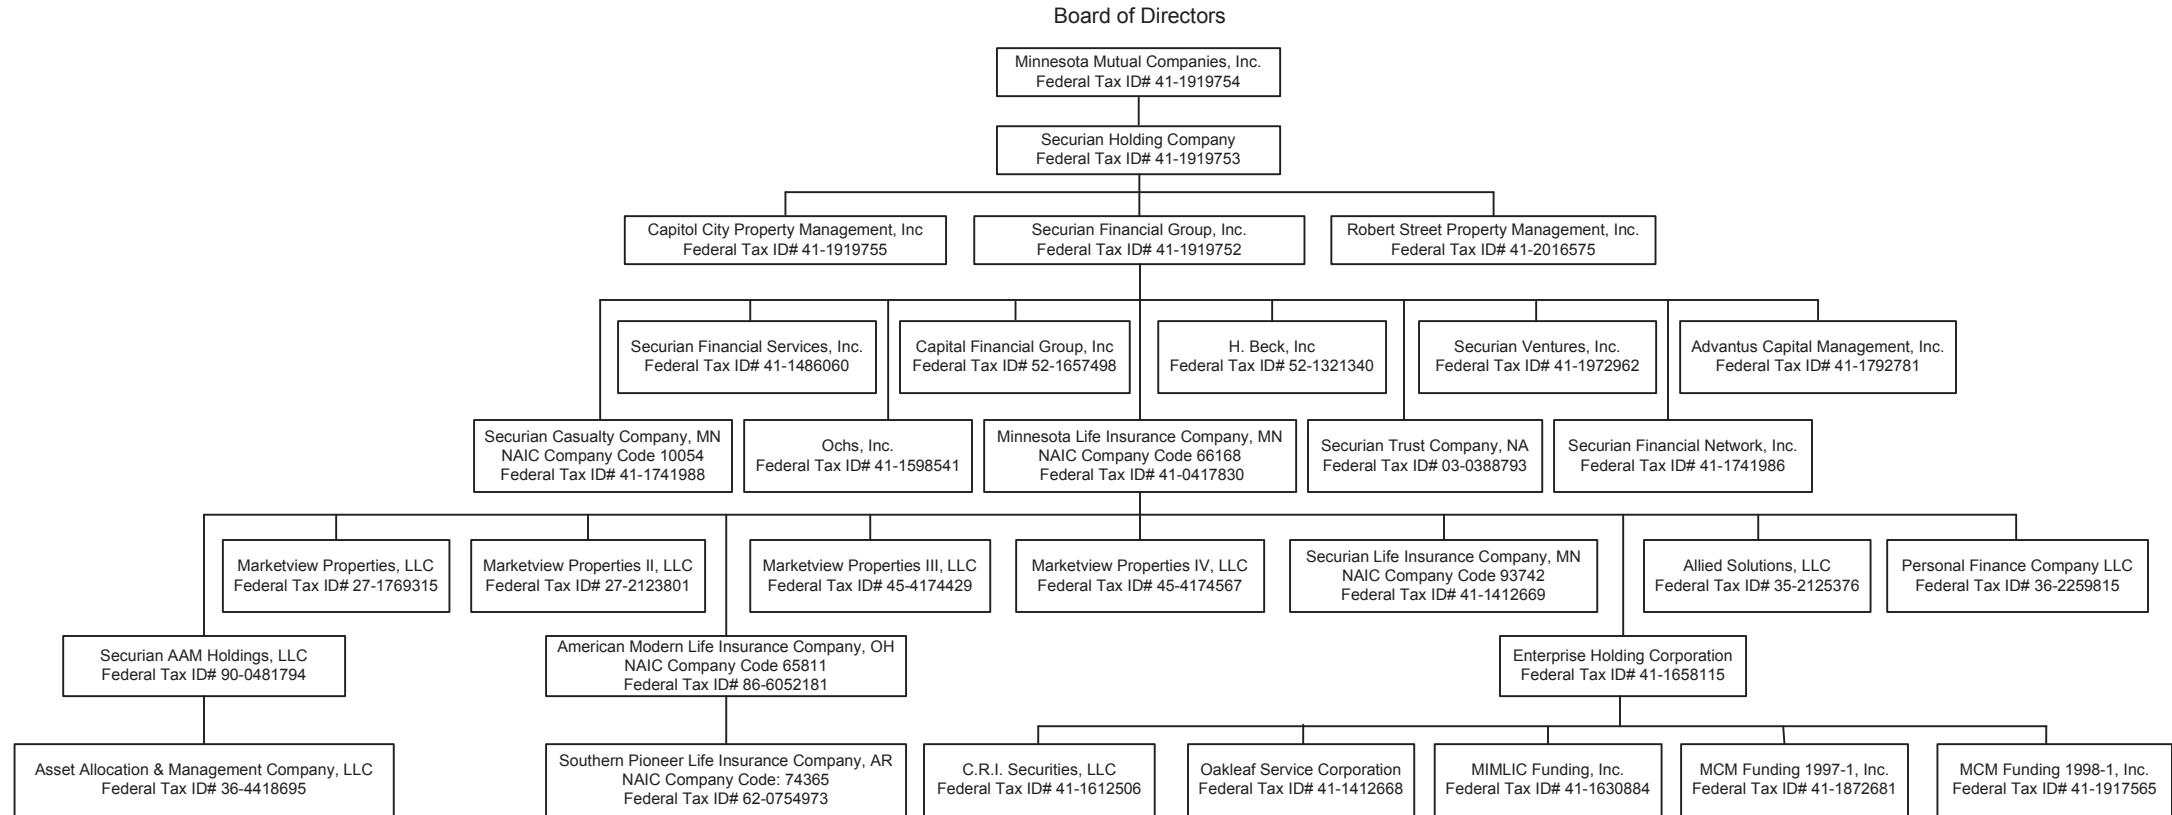 Board of Directors
Minnesota Mutual Companies, Inc.
Federal Tax ID# 41-1919754
Securian Holding Company
Federal Tax ID# 41-1919753
Capitol City Property Management, Inc
Federal Tax ID# 41-1919755
Securian Financial Group, Inc.
Federal Tax ID# 41-1919752
Robert Street Property Management, Inc.
Federal Tax ID# 41-2016575
Securian Financial Services, Inc.
Federal Tax ID# 41-1486060
Capital Financial Group, Inc
Federal Tax ID# 52-1657498
H. Beck, Inc
Federal Tax ID# 52-1321340
Securian Ventures, Inc.
Federal Tax ID# 41-1972962
Advantus Capital Management, Inc.
Federal Tax ID# 41-1792781
Securian Casualty Company, MN
NAIC Company Code 10054
Federal Tax ID# 41-1741988
Ochs, Inc.
Federal Tax ID# 41-1598541
Minnesota Life Insurance Company, MN
NAIC Company Code 66168
Federal Tax ID# 41-0417830
Securian Trust Company, NA
Federal Tax ID# 03-0388793
Securian Financial Network, Inc.
Federal Tax ID# 41-1741986
Marketview Properties, LLC
Federal Tax ID# 27-1769315
Marketview Properties II, LLC
Federal Tax ID# 27-2123801
Marketview Properties III, LLC
Federal Tax ID# 45-4174429
Marketview Properties IV, LLC
Federal Tax ID# 45-4174567
Securian Life Insurance Company, MN
NAIC Company Code 93742
Federal Tax ID# 41-1412669
Allied Solutions, LLC
Federal Tax ID# 35-2125376
Personal Finance Company LLC
Federal Tax ID# 36-2259815
Securian AAM Holdings, LLC
Federal Tax ID# 90-0481794
American Modern Life Insurance Company, OH
NAIC Company Code 65811
Federal Tax ID# 86-6052181
Enterprise Holding Corporation
Federal Tax ID# 41-1658115
Asset Allocation & Management Company, LLC
Federal Tax ID# 36-4418695
Southern Pioneer Life Insurance Company, AR
NAIC Company Code: 74365
Federal Tax ID# 62-0754973
C.R.I. Securities, LLC
Federal Tax ID# 41-1612506
Oakleaf Service Corporation
Federal Tax ID# 41-1412668
MIMLIC Funding, Inc.
Federal Tax ID# 41-1630884
MCM Funding 1997-1, Inc.
Federal Tax ID# 41-1872681
MCM Funding 1998-1, Inc.
Federal Tax ID# 41-1917565